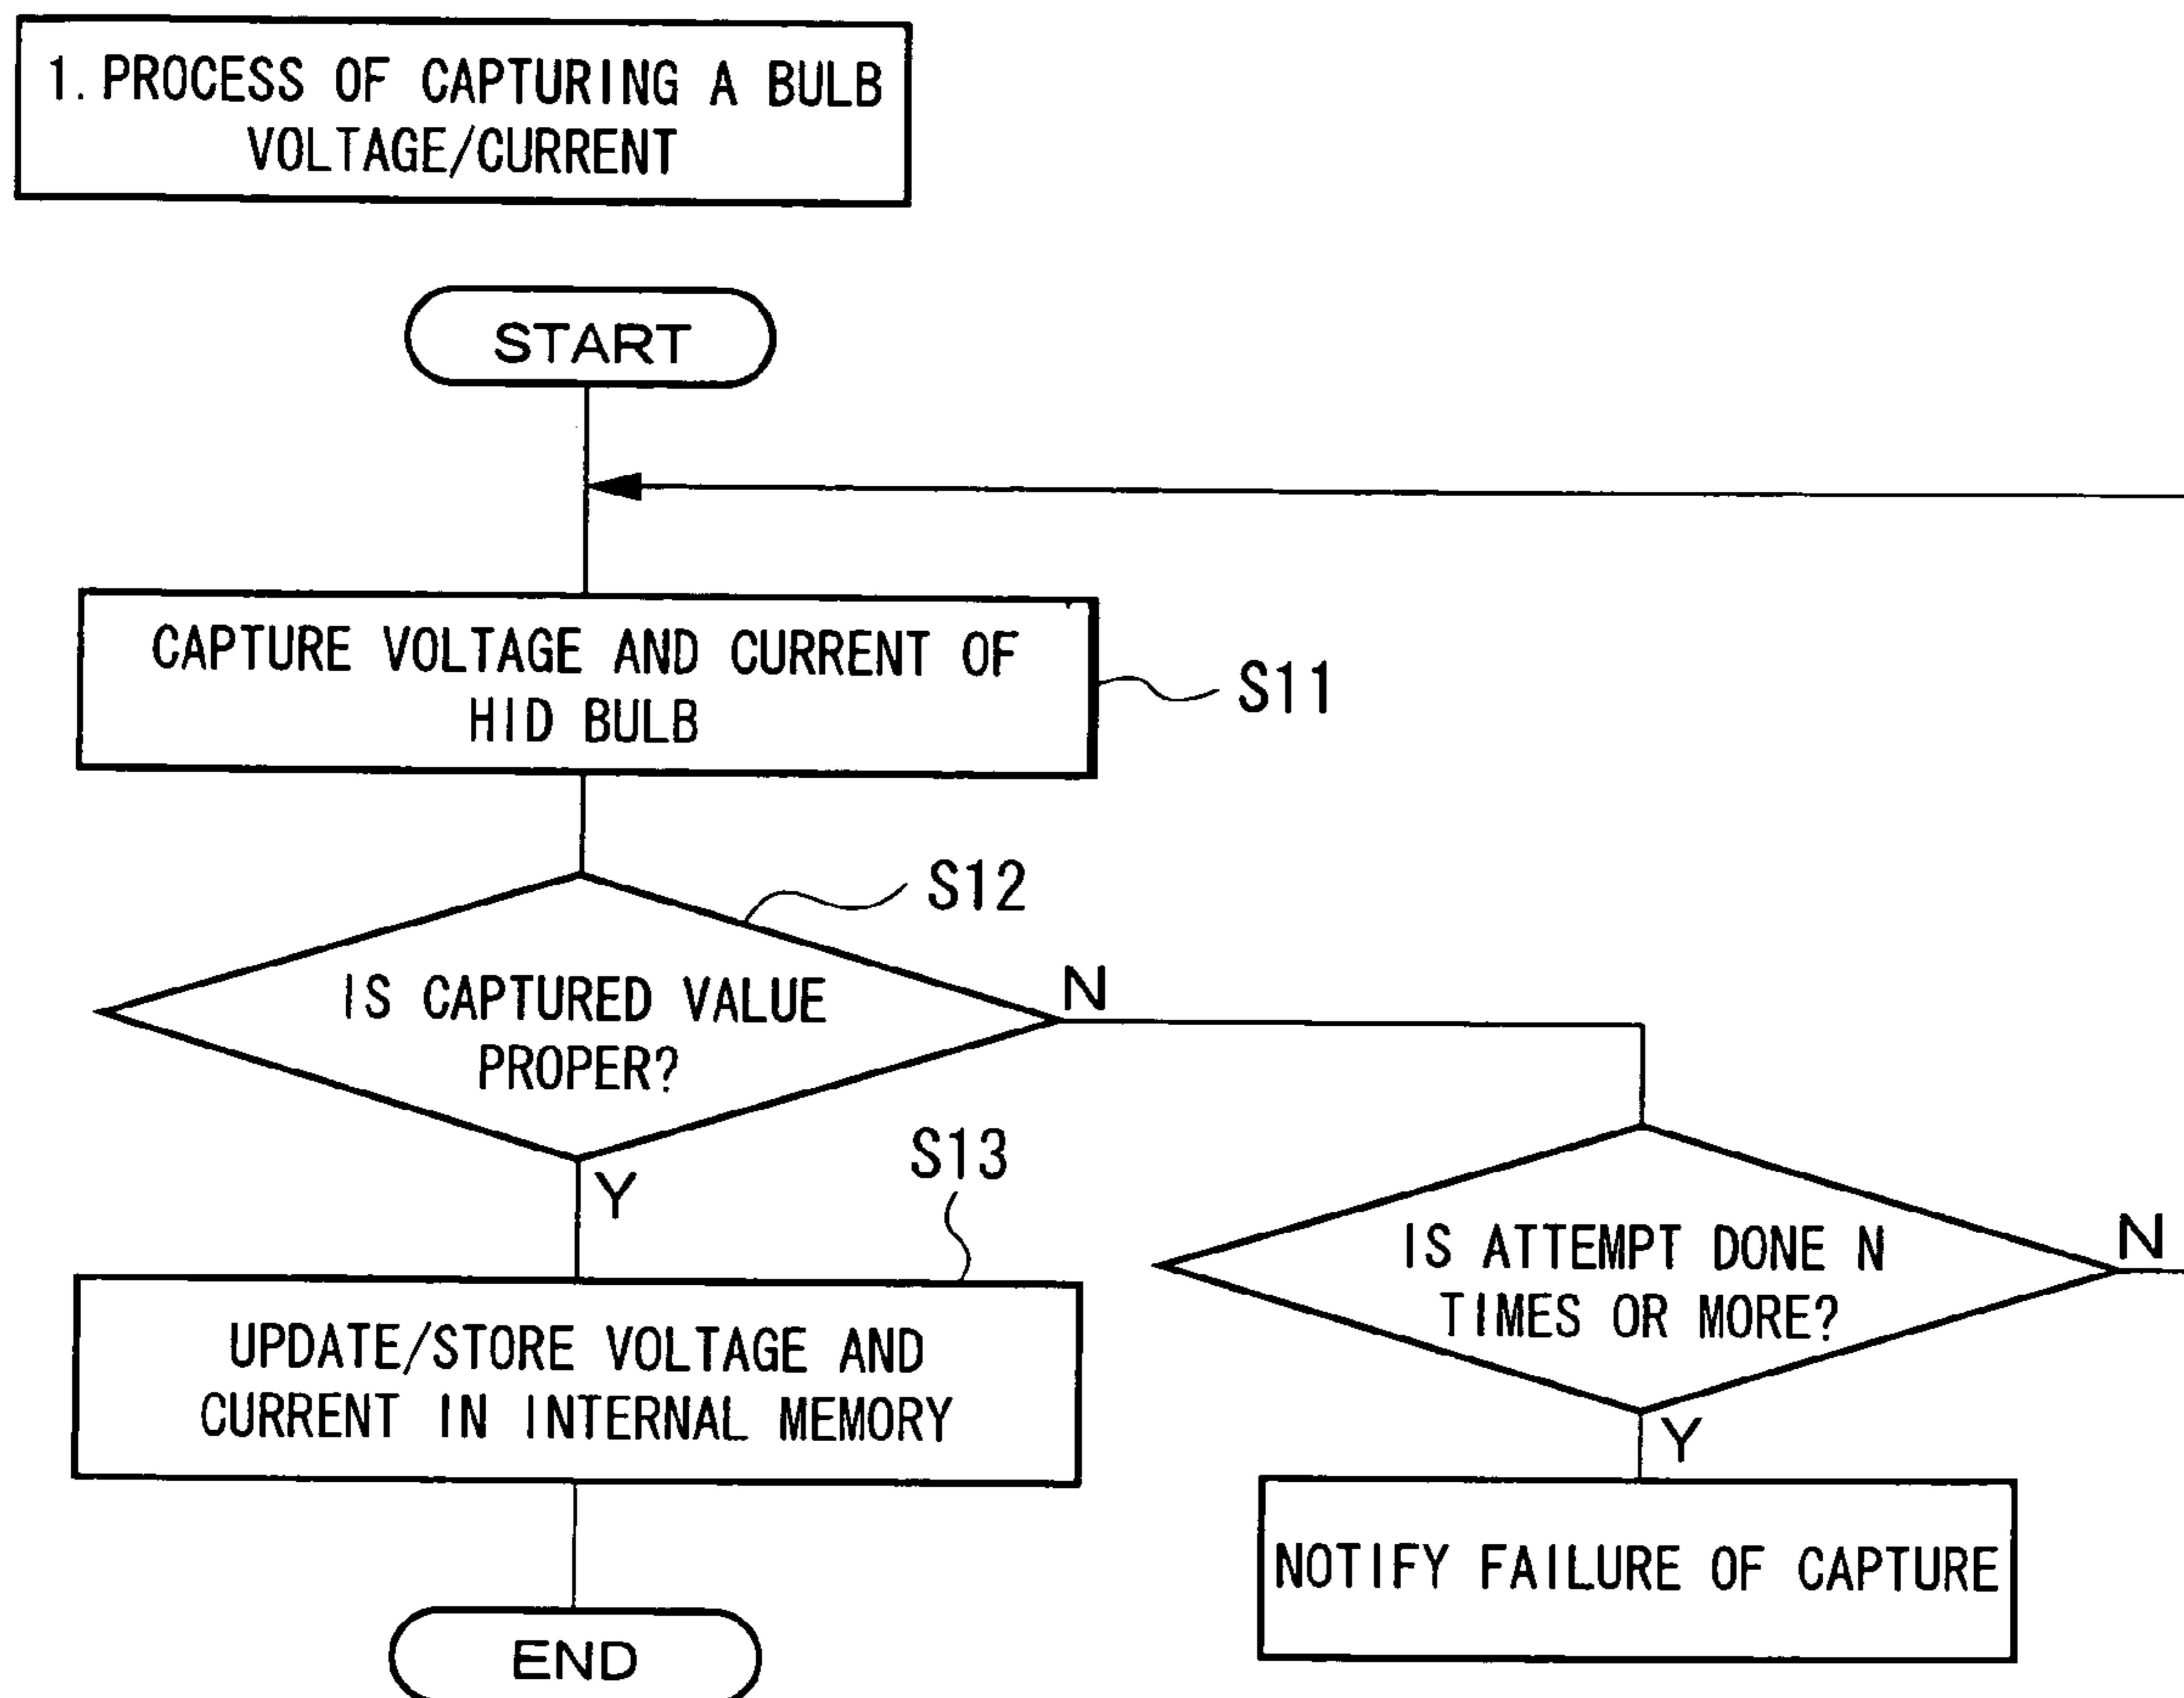 1. PROCESS OF CAPTURING A BULB
VOLTAGE/CURRENT
START
CAPTURE VOLTAGE AND CURRENT OF
HID BULB
S11
S12
IS CAPTURED VALUE
PROPER?
N
Y
S13
IS ATTEMPT DONE N
TIMES OR MORE?
N
Y
UPDATE/STORE VOLTAGE AND
CURRENT IN INTERNAL MEMORY
NOTIFY FAILURE OF CAPTURE
END